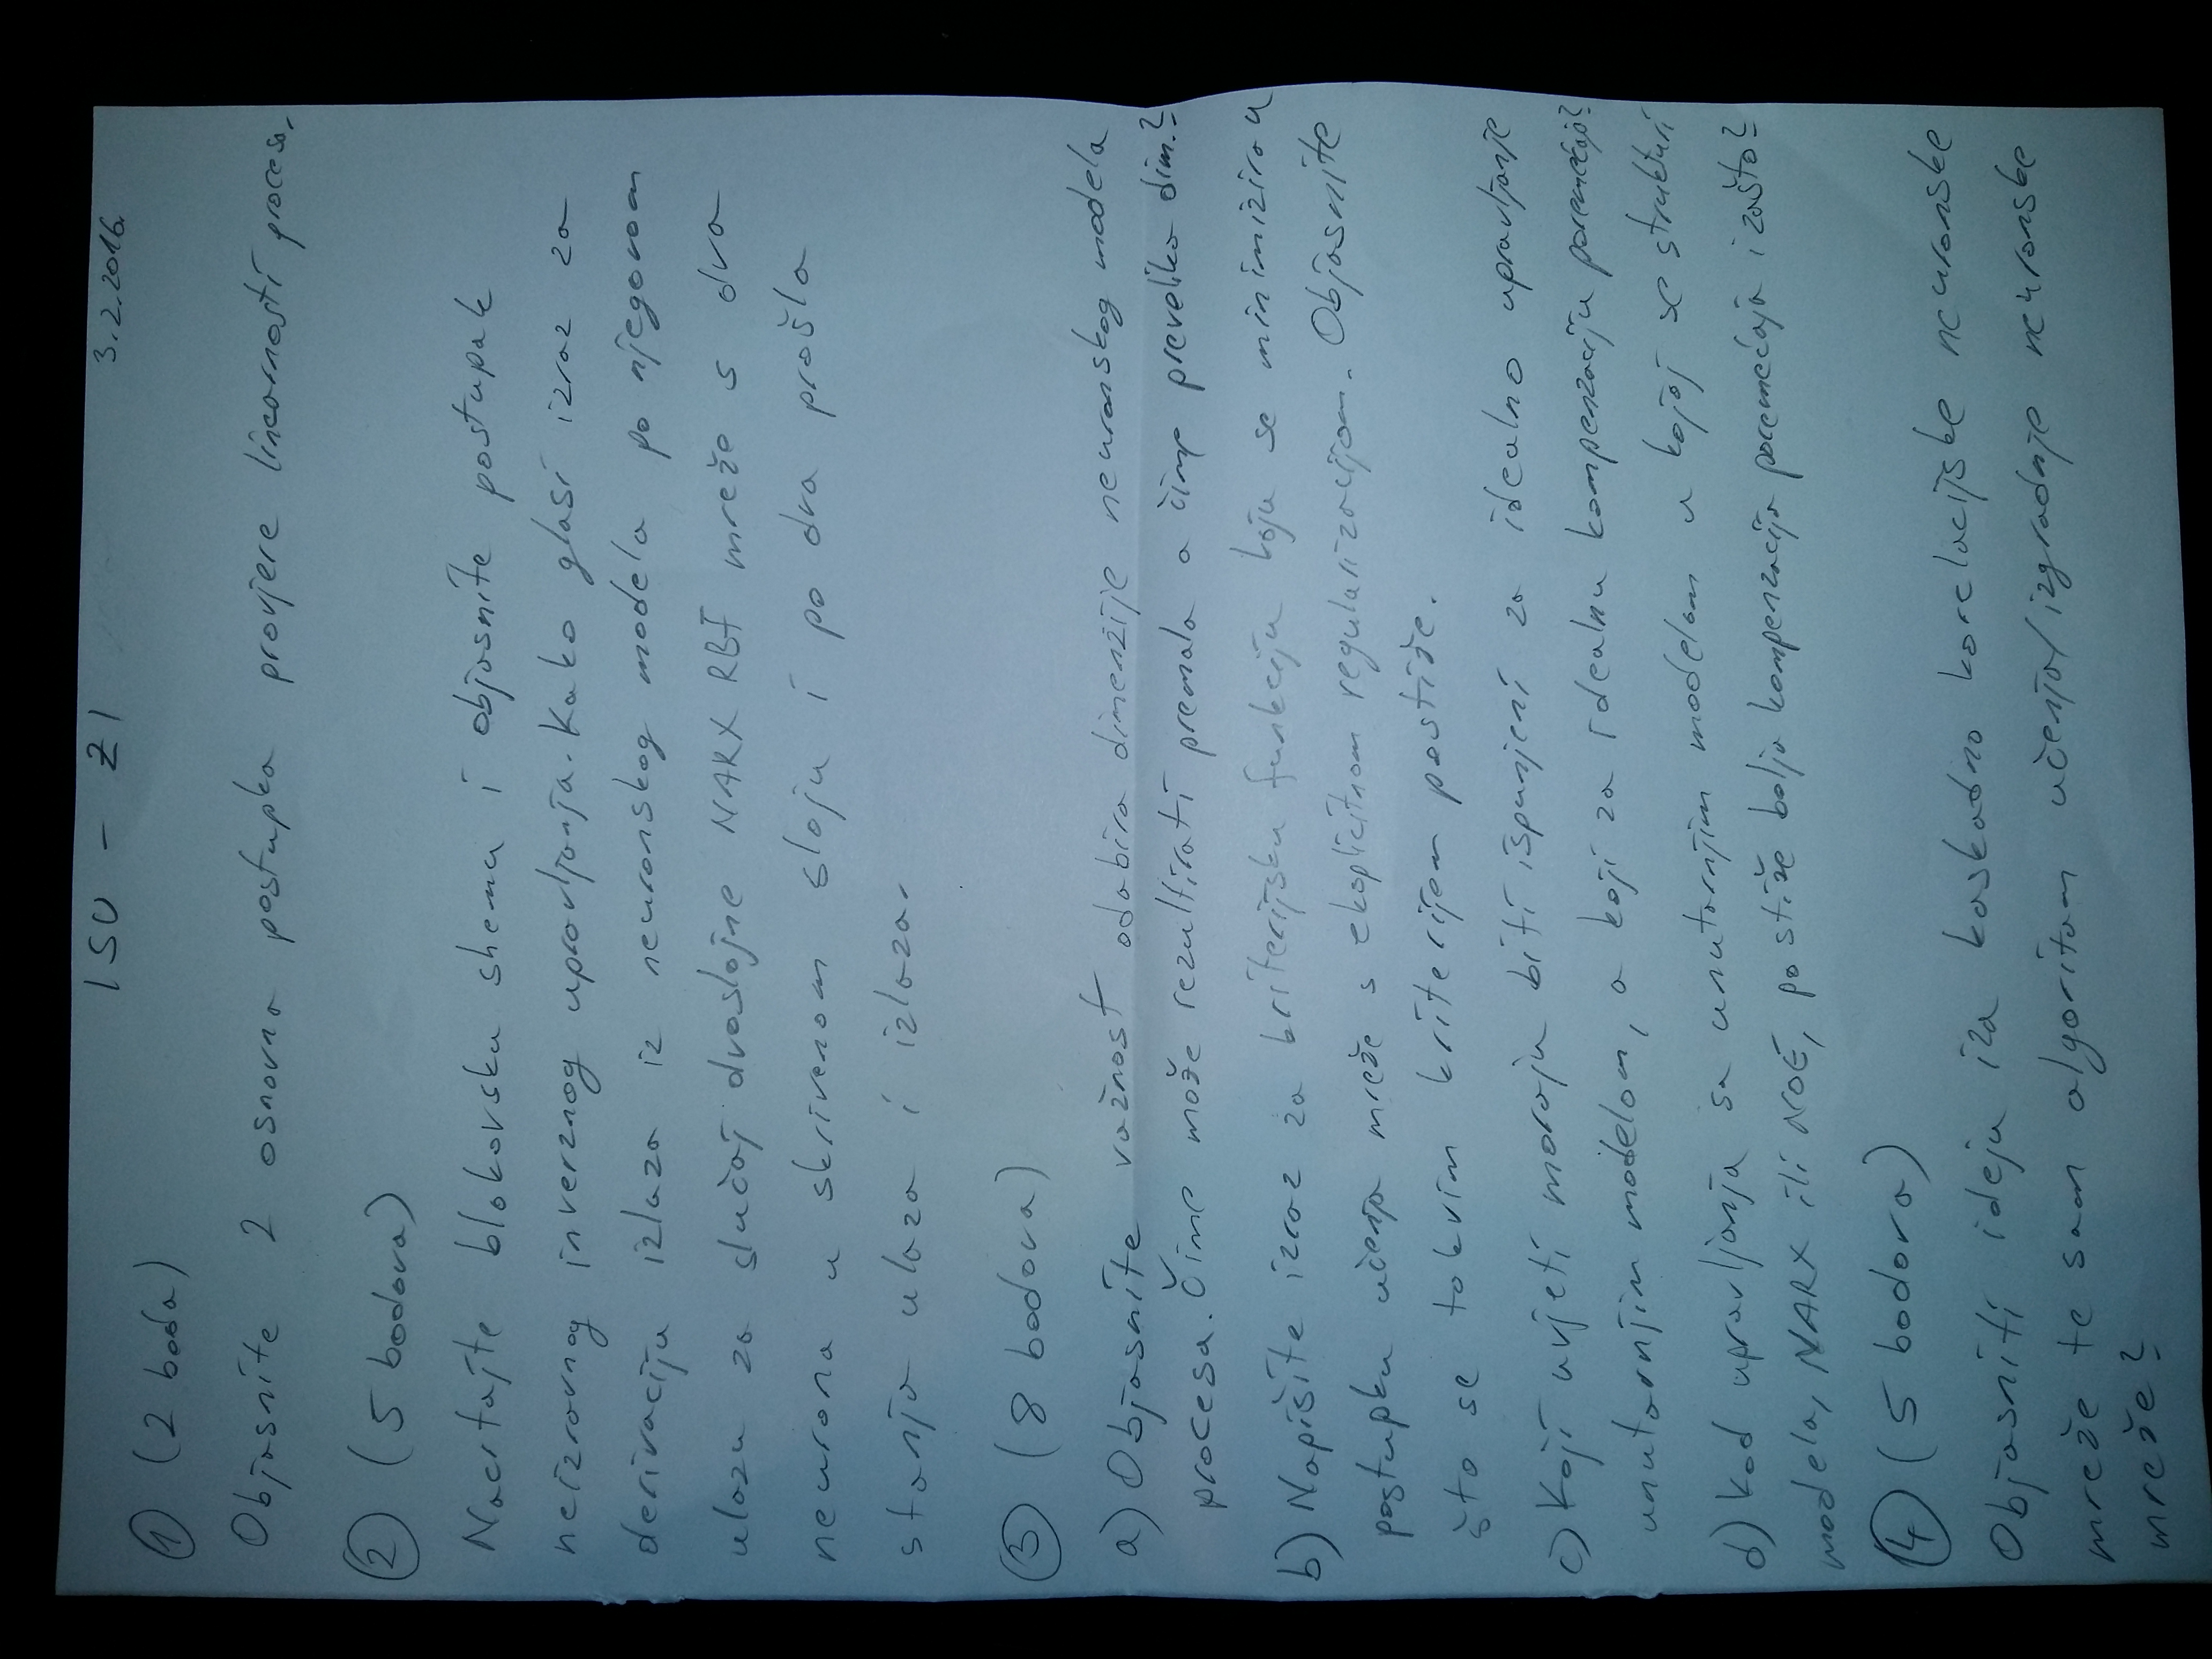 ISU - ZI 3.2.2016.
① (2 boda)
Objasnite 2 osnovna postupka provjere linearnosti procesa.
② (5 bodova)
Nacrtajte blokovsku shemu i objasnite postupak
neizravnog inverznog upravljanja. Kako glasi izraz za
derivaciju izlaza iz neuronskog modela po njegovom
ulazu za slučaj dvoslojne NARX RBF mreže s dva
neurona u skrivenom sloju i po dva prošla
stanja ulaza i izlaza.
③ (8 bodova)
a) Objasnite važnost odabira dimenzije neuronskog modela
procesa. Čime može rezultirati premala a čime prevelika dim.?
b) Napišite izraz za kriterijsku funkciju koju se minimizira u
postupku učenja mreže s eksplicitnom regularizacijom. Objasnite
što se takvim kriterijem postiže.
c) Koji uvjeti moraju biti ispunjeni za idealno upravljanje
unutarnjim modelom, a koji za idealnu kompenzaciju poremećaja?
d) Kod upravljanja sa unutarnjim modelom u kojoj se strukturi
modela, NARX ili NOE, postiže bolja kompenzacija poremećaja i zašto?
④ (5 bodova)
Objasniti ideju iza kaskadno korelacijske neuronske
mreže te sam algoritam učenja/izgradnje neuronske
mreže?